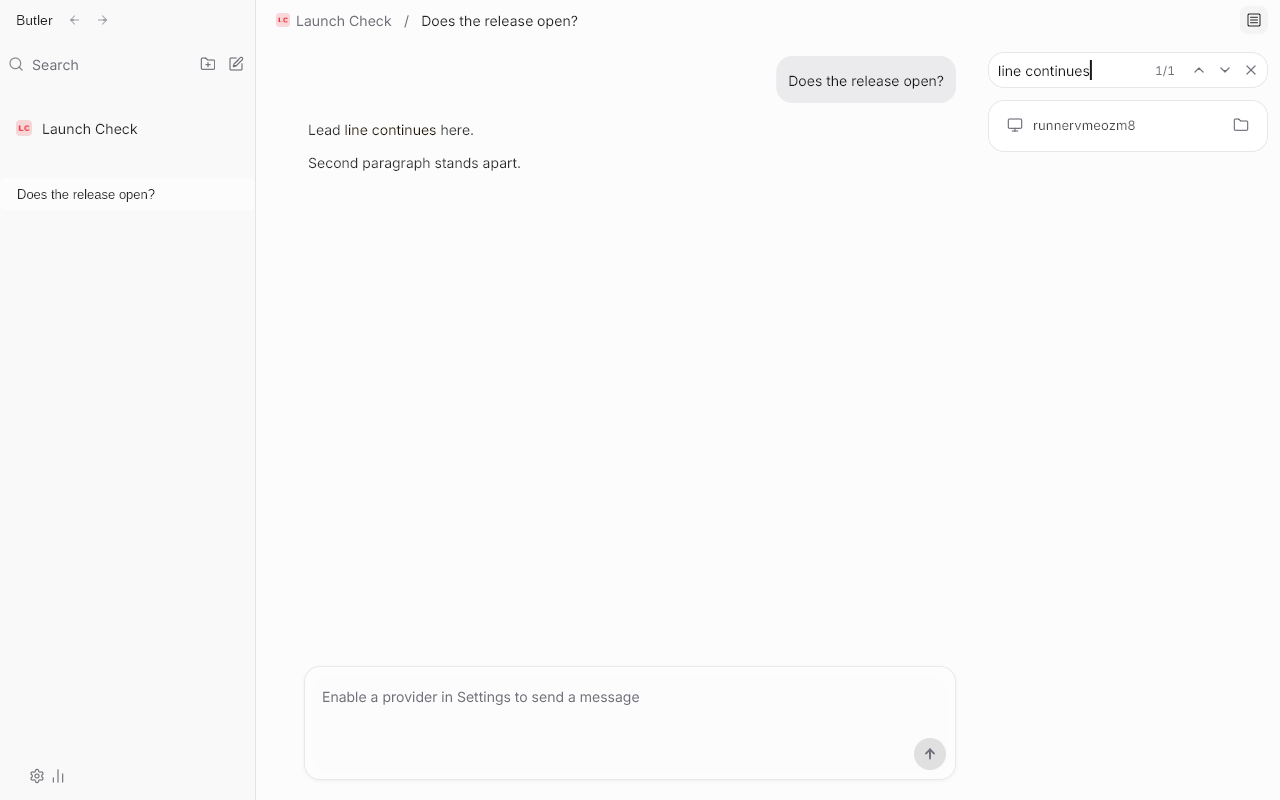 Butler
Search
LC Launch Check
Does the release open?
LC Launch Check / Does the release open?
Does the release open?
Lead line continues here.
Second paragraph stands apart.
line continues 1/1
runnervmeozm8
Enable a provider in Settings to send a message